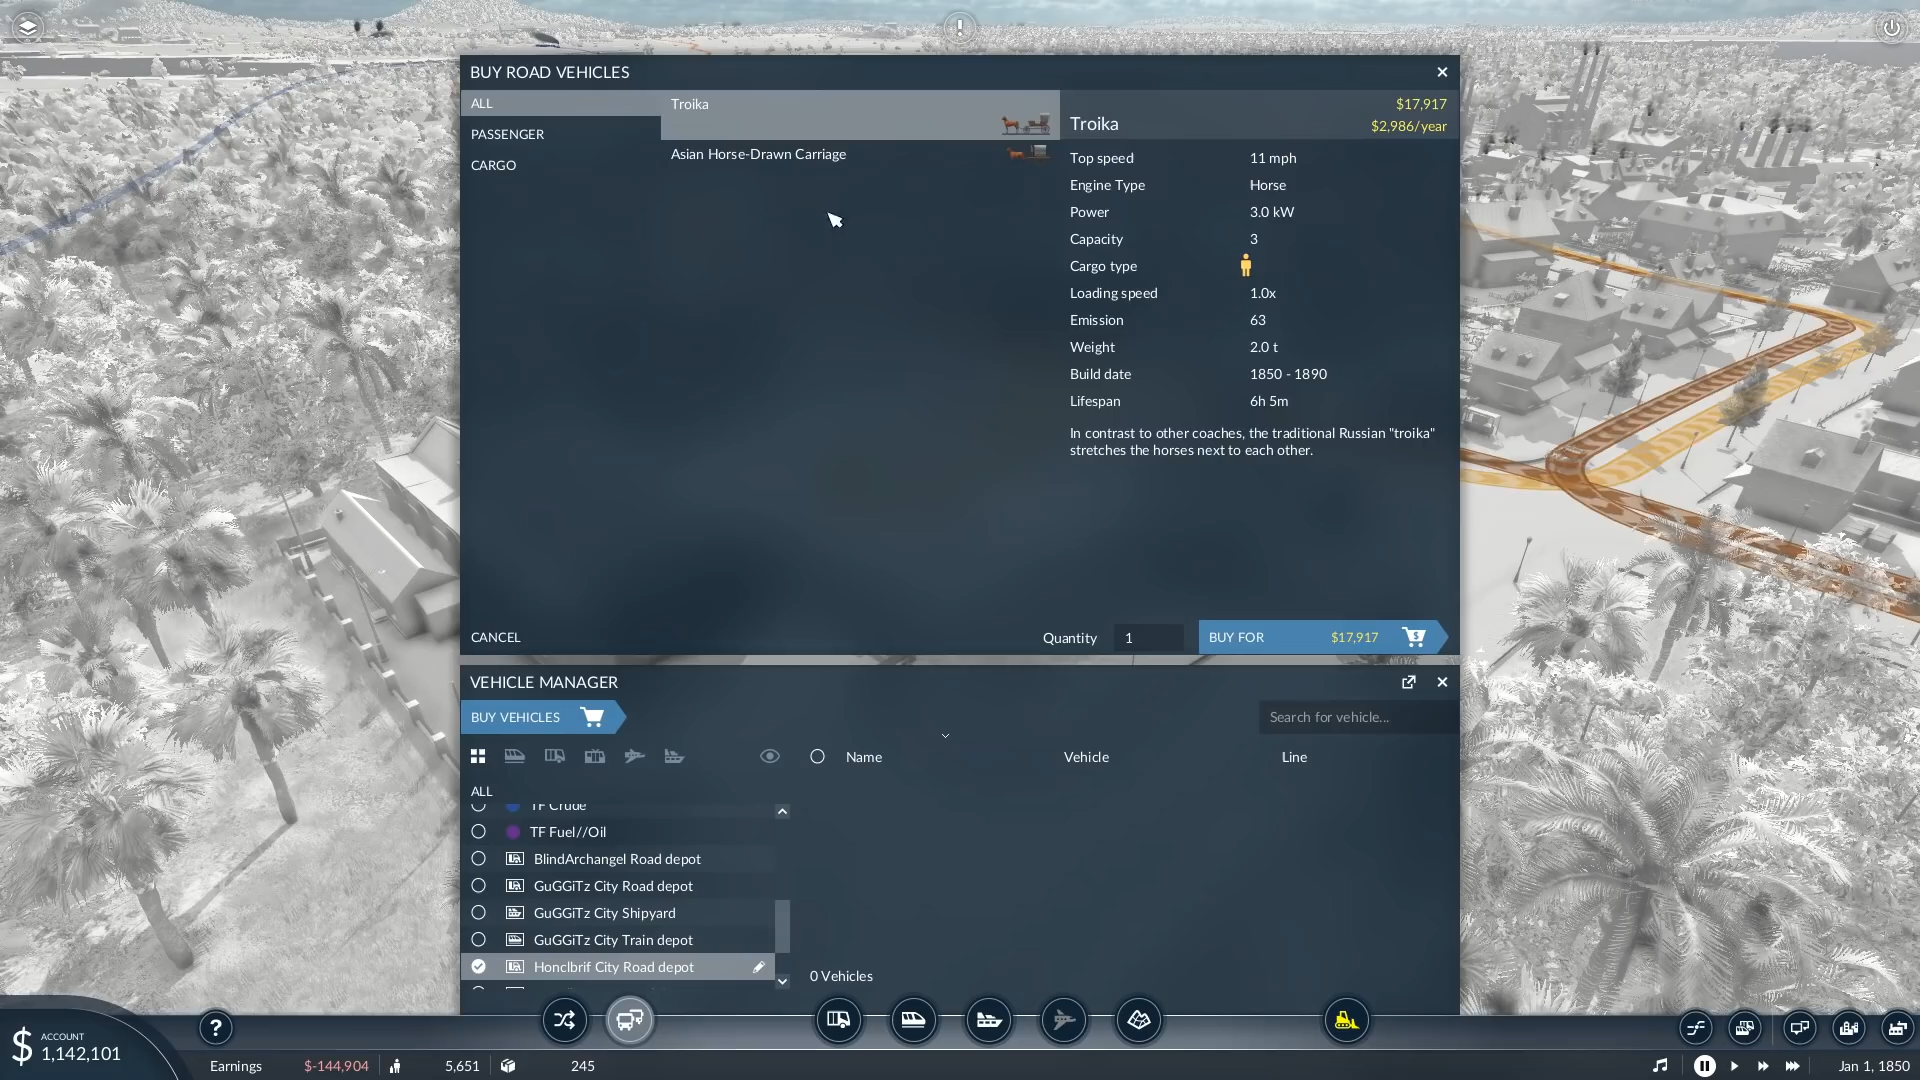 BUY ROAD VEHICLES
ALL
PASSENGER
CARGO
Troika
Asian Horse-Drawn Carriage
$17,917
Troika
$2,986/year
Top speed 11 mph
Engine Type Horse
Power 3.0 kW
Capacity 3
Cargo type
Loading speed 1.0x
Emission 63
Weight 2.0 t
Build date 1850 - 1890
Lifespan 6h 5m
In contrast to other coaches, the traditional Russian "troika"
stretches the horses next to each other.
CANCEL
Quantity 1
BUY FOR $17,917
VEHICLE MANAGER
BUY VEHICLES
Search for vehicle...
Name Vehicle Line
ALL
TF Crude
TF Fuel//Oil
BlindArchangel Road depot
GuGGiTz City Road depot
GuGGiTz City Shipyard
GuGGiTz City Train depot
Honclbrif City Road depot
0 Vehicles
$ ACCOUNT
1,142,101
?
Earnings $-144,904 5,651 245
Jan 1, 1850